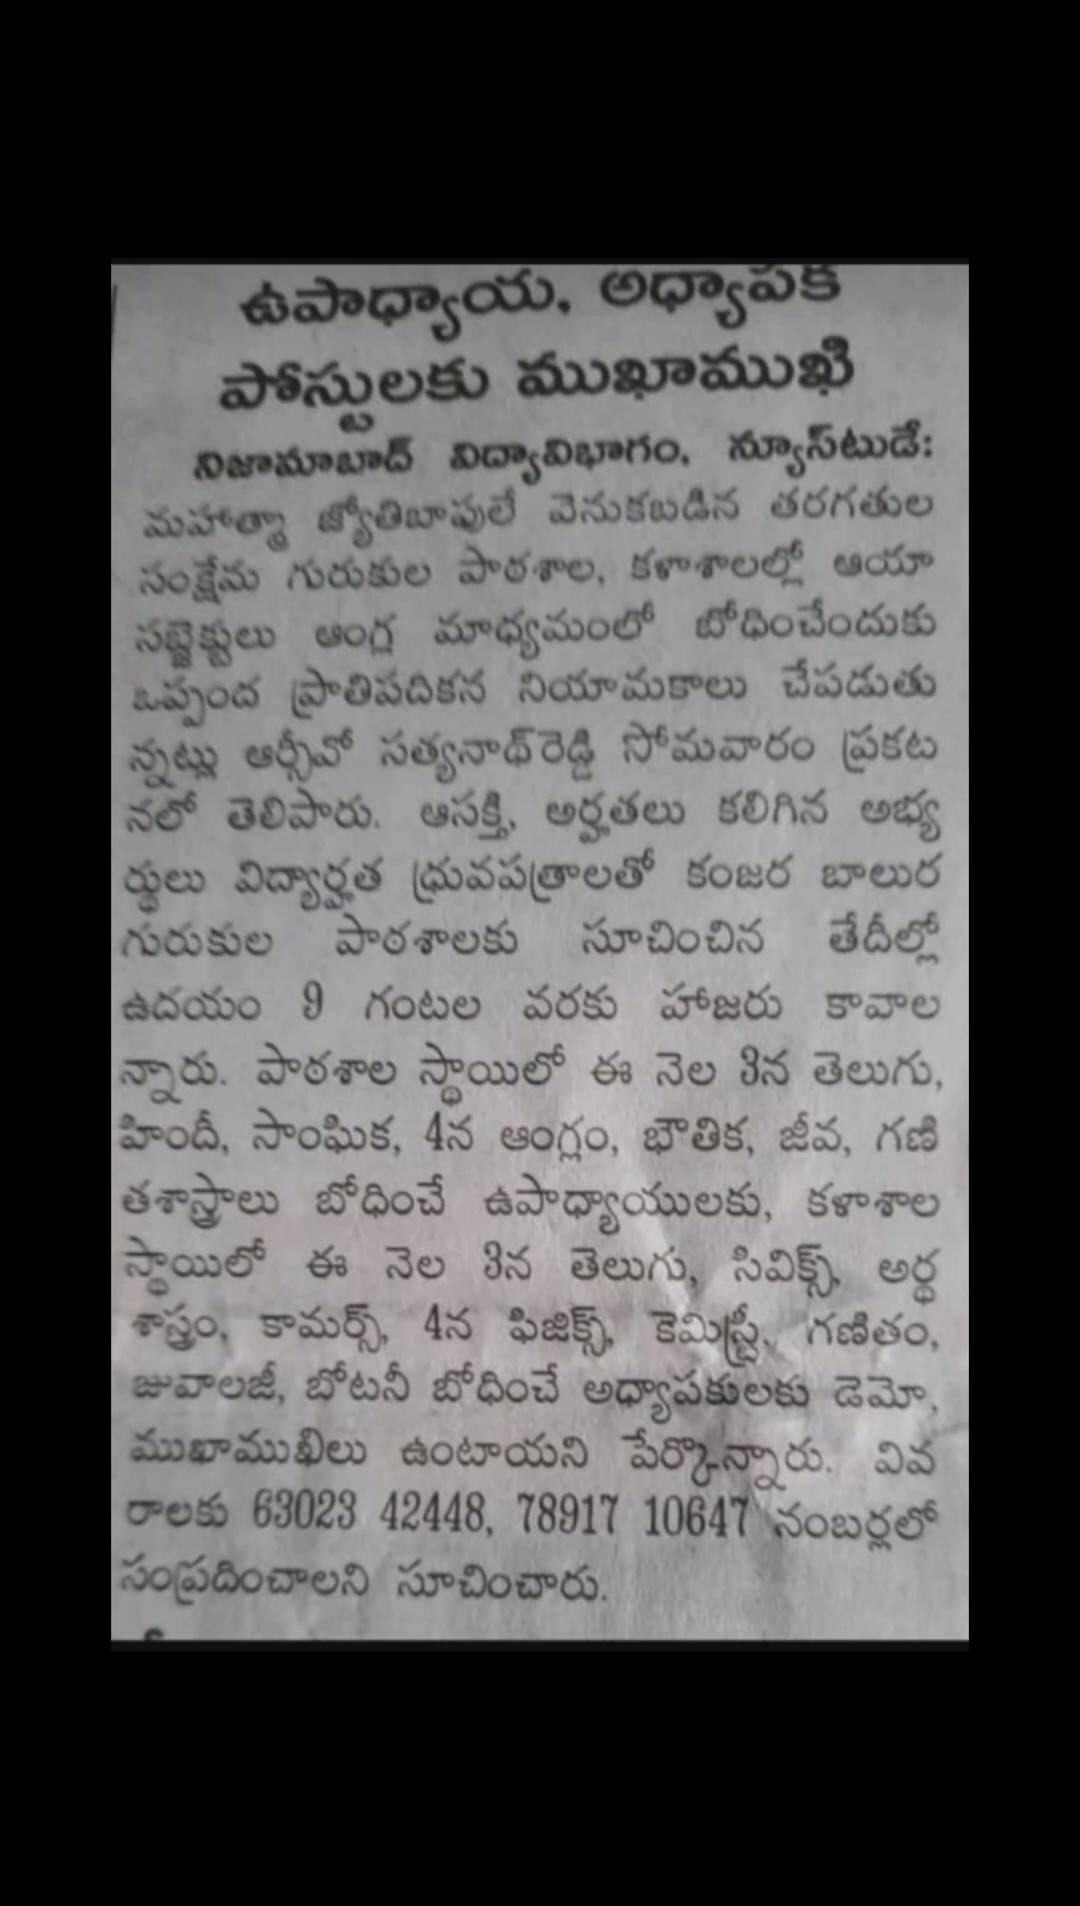 ఉపాధ్యాయ, అధ్యాపక
పోస్టులకు ముఖాముఖి
నిజామాబాద్ విద్యావిభాగం, న్యూస్‌టుడే:
మహాత్మా జ్యోతిబాపులే వెనుకబడిన తరగతుల
సంక్షేమ గురుకుల పాఠశాల, కళాశాలల్లో ఆయా
సబ్జెక్టులు ఆంగ్ల మాధ్యమంలో బోధించేందుకు
ఒప్పంద ప్రాతిపదికన నియామకాలు చేపడుతు
న్నట్లు ఆర్సీవో సత్యనాథ్‌రెడ్డి సోమవారం ప్రకట
నలో తెలిపారు. ఆసక్తి, అర్హతలు కలిగిన అభ్య
ర్థులు విద్యార్హత ధ్రువపత్రాలతో కంజర బాలుర
గురుకుల పాఠశాలకు సూచించిన తేదీల్లో
ఉదయం 9 గంటల వరకు హాజరు కావాల
న్నారు. పాఠశాల స్థాయిలో ఈ నెల 3న తెలుగు,
హిందీ, సాంఘిక, 4న ఆంగ్లం, భౌతిక, జీవ, గణి
తశాస్త్రాలు బోధించే ఉపాధ్యాయులకు, కళాశాల
స్థాయిలో ఈ నెల 3న తెలుగు, సివిక్స్, అర్థ
శాస్త్రం, కామర్స్, 4న ఫిజిక్స్, కెమిస్ట్రీ, గణితం,
జువాలజీ, బోటనీ బోధించే అధ్యాపకులకు డెమో,
ముఖాముఖిలు ఉంటాయని పేర్కొన్నారు. వివ
రాలకు 63023 42448, 78917 10647 నంబర్లలో
సంప్రదించాలని సూచించారు.